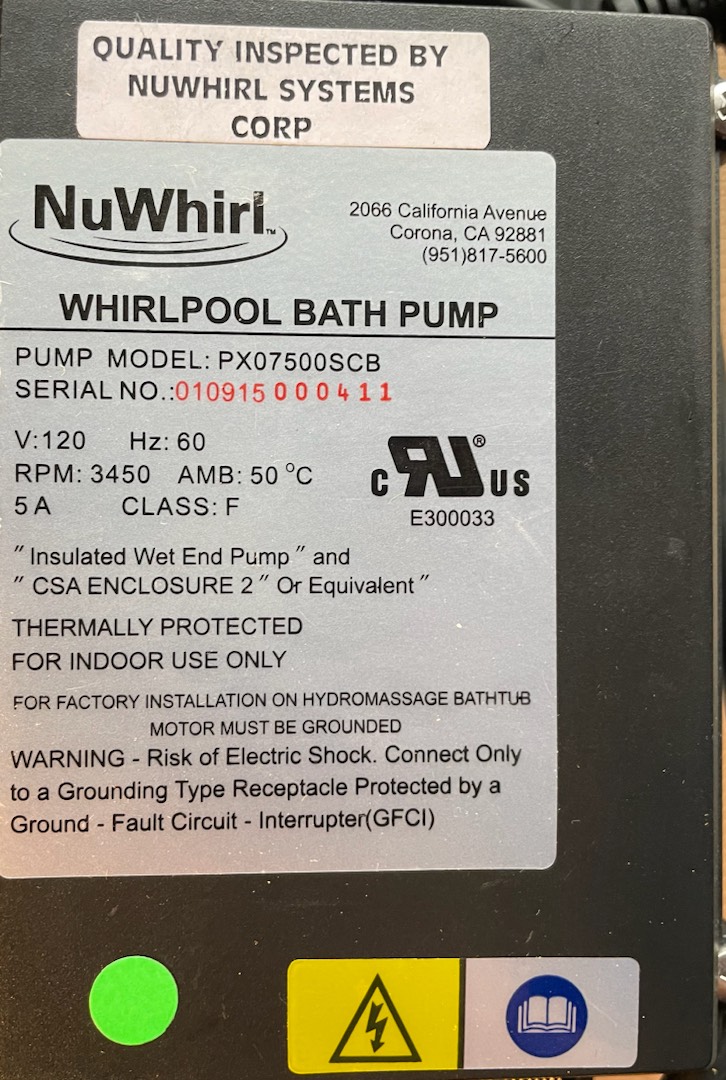 QUALITY INSPECTED BY
NUWHIRL SYSTEMS
CORP
NuWhirl™
2066 California Avenue
Corona, CA 92881
(951)817-5600
WHIRLPOOL BATH PUMP
PUMP MODEL: PX07500SCB
SERIAL NO.:010915000411
V:120 Hz: 60
RPM: 3450 AMB: 50 °C
5A CLASS: F
c RU® US
E300033
"Insulated Wet End Pump" and
"CSA ENCLOSURE 2" Or Equivalent"
THERMALLY PROTECTED
FOR INDOOR USE ONLY
FOR FACTORY INSTALLATION ON HYDROMASSAGE BATHTUB
MOTOR MUST BE GROUNDED
WARNING - Risk of Electric Shock. Connect Only
to a Grounding Type Receptacle Protected by a
Ground - Fault Circuit - Interrupter(GFCI)